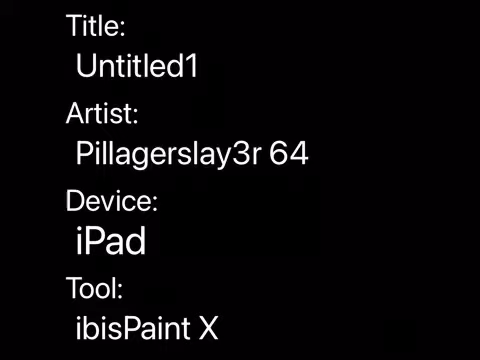 Title:
Untitled1
Artist:
Pillagerslay3r 64
Device:
iPad
Tool:
ibisPaint X